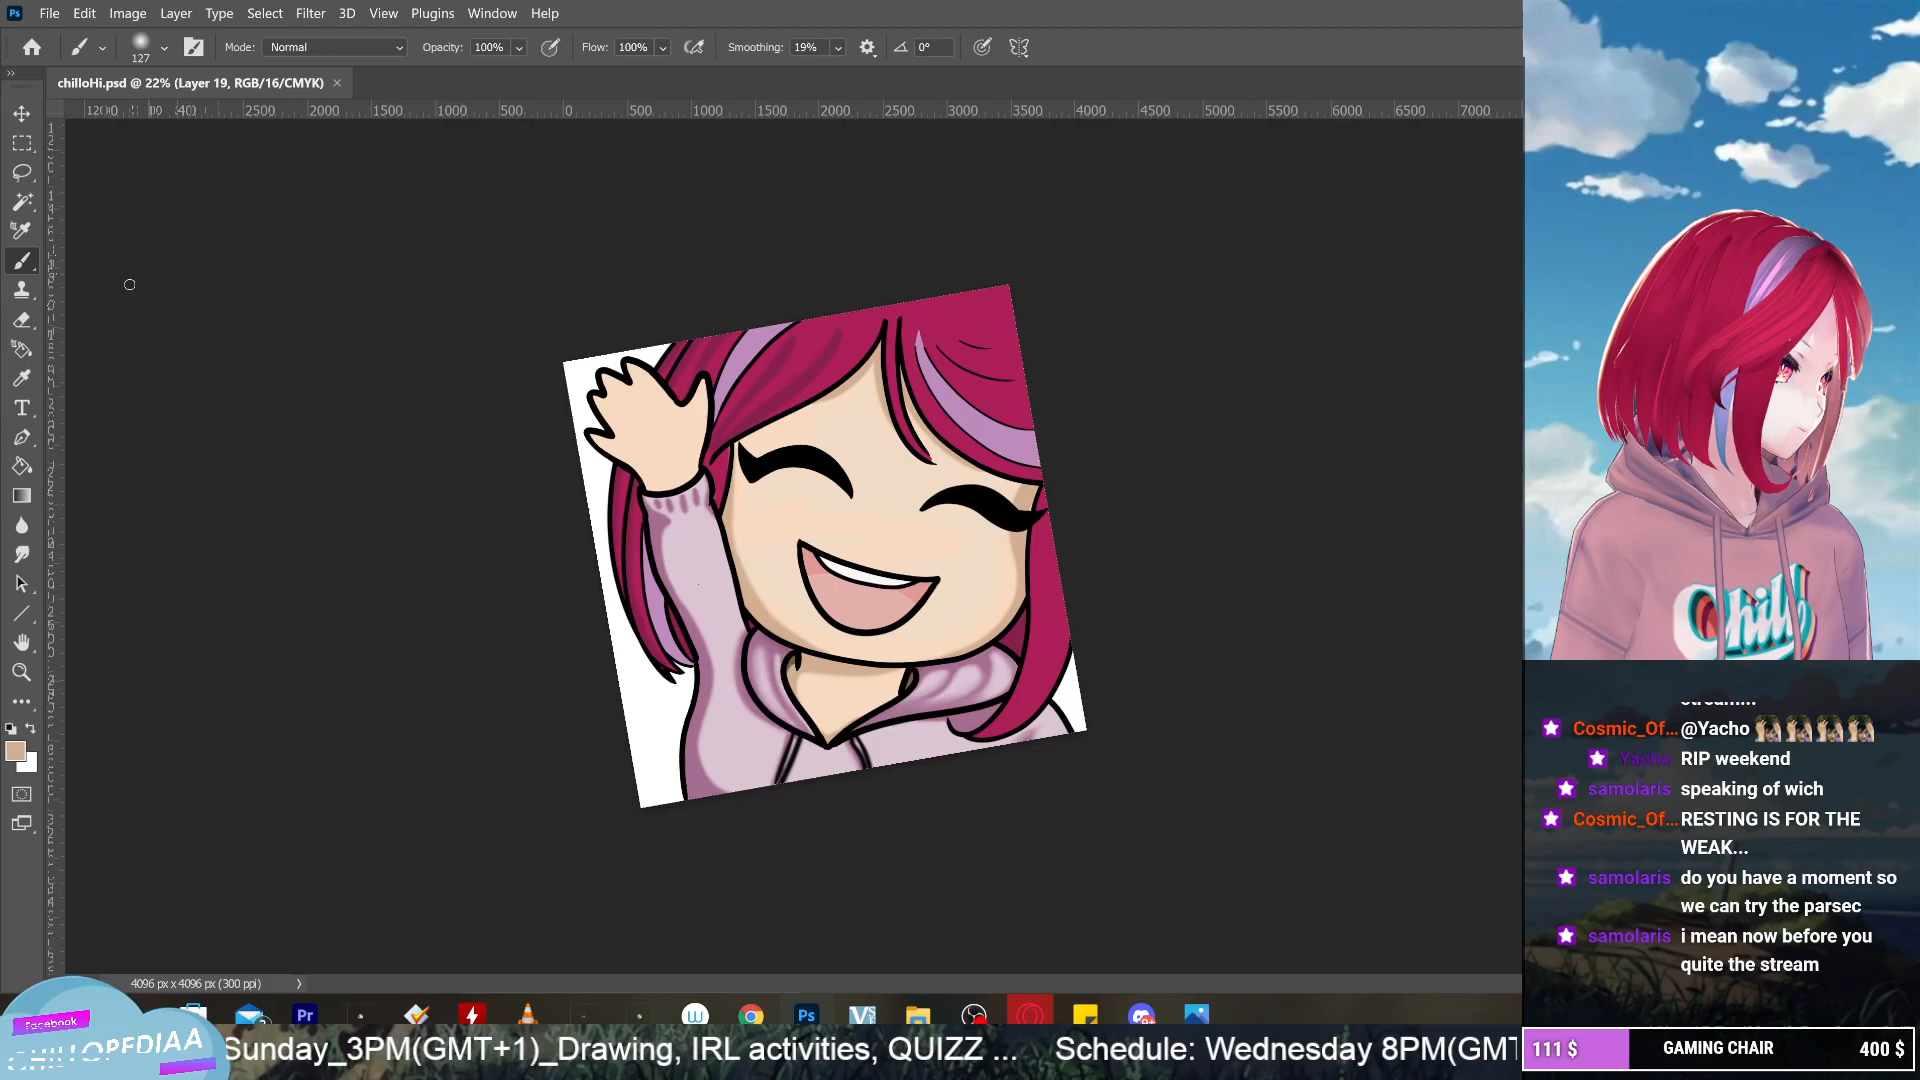 File Edit Image Layer Type Select Filter 3D View Plugins Window Help
127 Mode: Normal Opacity: 100% Flow: 100% Smoothing: 19% 0°
chilloHi.psd @ 22% (Layer 19, RGB/16/CMYK)
2500 2000 1500 1000 500 0 500 1000 1500 2000 2500 3000 3500 4000 4500 5000 5500 6000 6500 7000
Chill
stream...
Cosmic_Of... @Yacho
Yacho RIP weekend
samolaris speaking of wich
Cosmic_Of... RESTING IS FOR THE
WEAK...
samolaris do you have a moment so
we can try the parsec
samolaris i mean now before you
quite the stream
4096 px x 4096 px (300 ppi)
Facebook
CHILLOPEDIAA
Sunday_3PM(GMT+1)_Drawing, IRL activities, QUIZZ ... Schedule: Wednesday 8PM(GMT
111 $ GAMING CHAIR 400 $